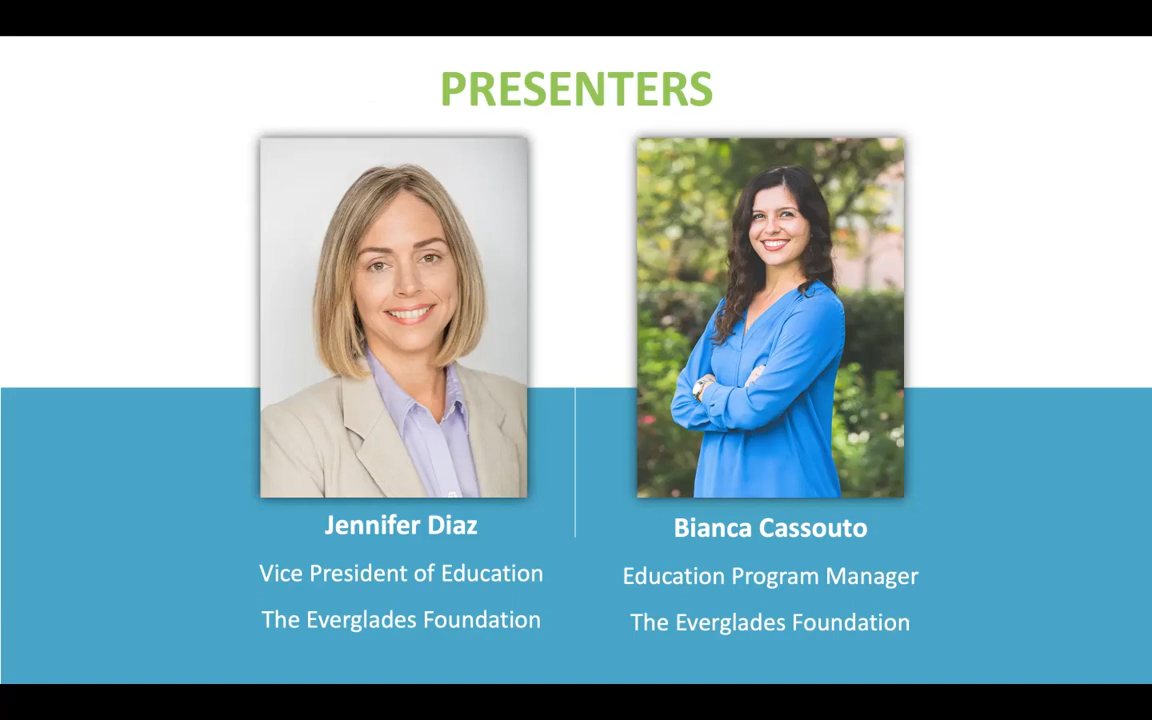 PRESENTERS
Jennifer Diaz
Vice President of Education
The Everglades Foundation
Bianca Cassouto
Education Program Manager
The Everglades Foundation